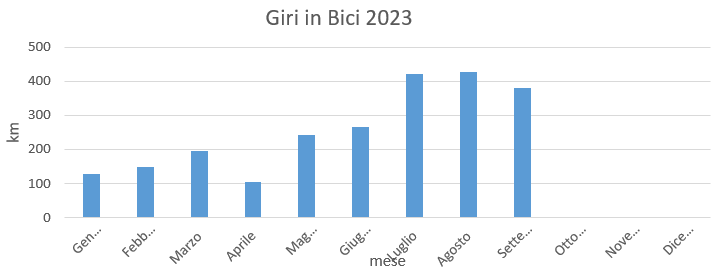 Giri in Bici 2023
500
400
300
200
100
0
km
Gen...
Febb...
Marzo
Aprile
Mag...
Giug...
Luglio
Agosto
Sette...
Otto...
Nove...
Dice...
mese